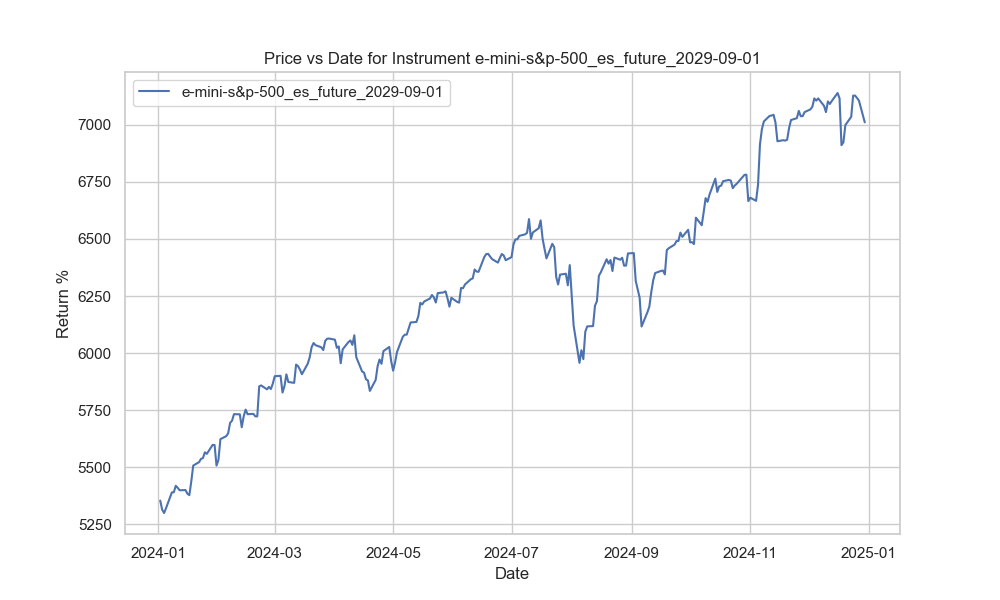 Price vs Date for Instrument e-mini-s&p-500_es_future_2029-09-01
e-mini-s&p-500_es_future_2029-09-01
Return %
7000
6750
6500
6250
6000
5750
5500
5250
2024-01 2024-03 2024-05 2024-07 2024-09 2024-11 2025-01
Date